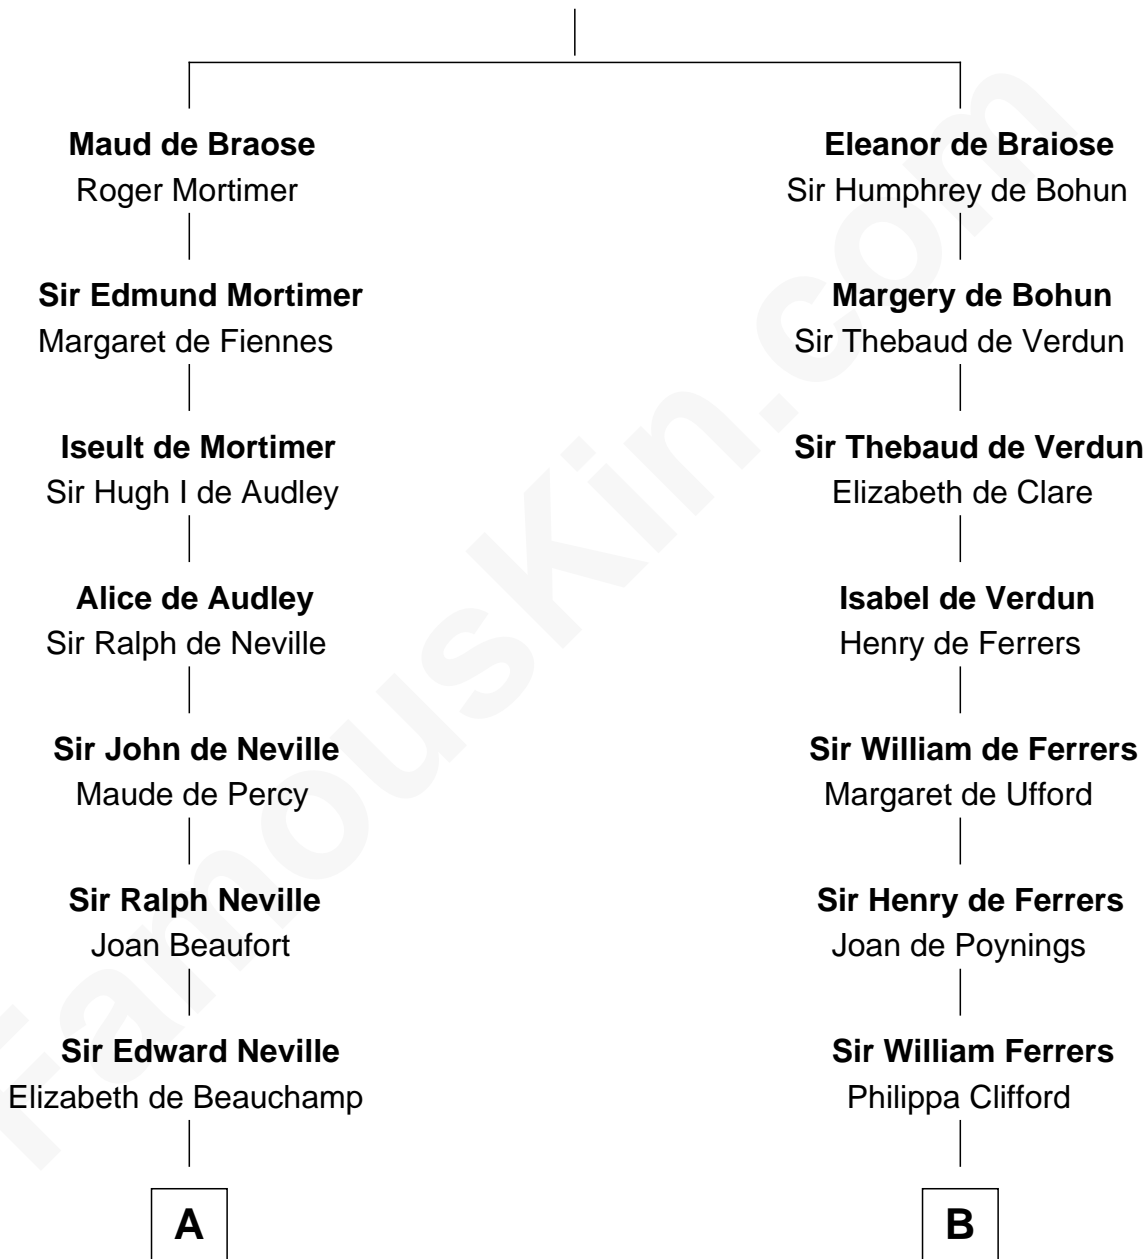 Maud de Braose
Roger Mortimer
Sir Edmund Mortimer
Margaret de Fiennes
Iseult de Mortimer
Sir Hugh I de Audley
Alice de Audley
Sir Ralph de Neville
Sir John de Neville
Maude de Percy
Sir Ralph Neville
Joan Beaufort
Sir Edward Neville
Elizabeth de Beauchamp
A
Eleanor de Braiose
Sir Humphrey de Bohun
Margery de Bohun
Sir Thebaud de Verdun
Sir Thebaud de Verdun
Elizabeth de Clare
Isabel de Verdun
Henry de Ferrers
Sir William de Ferrers
Margaret de Ufford
Sir Henry de Ferrers
Joan de Poynings
Sir William Ferrers
Philippa Clifford
B
FamousKin.com